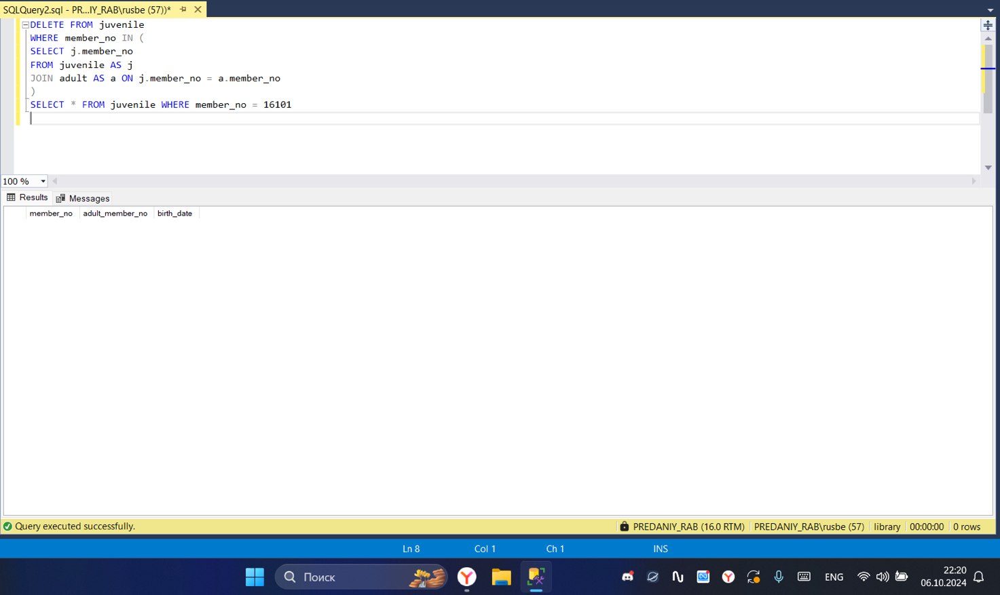 SQLQuery2.sql - PR...IY_RAB\rusbe (57))*
DELETE FROM juvenile
WHERE member_no IN (
SELECT j.member_no
FROM juvenile AS j
JOIN adult AS a ON j.member_no = a.member_no
)
SELECT * FROM juvenile WHERE member_no = 16101
100 %
Results Messages
member_no adult_member_no birth_date
Query executed successfully. PREDANIY_RAB (16.0 RTM) PREDANIY_RAB\rusbe (57) library 00:00:00 0 rows
Ln 8 Col 1 Ch 1 INS
Поиск ENG 22:20
06.10.2024